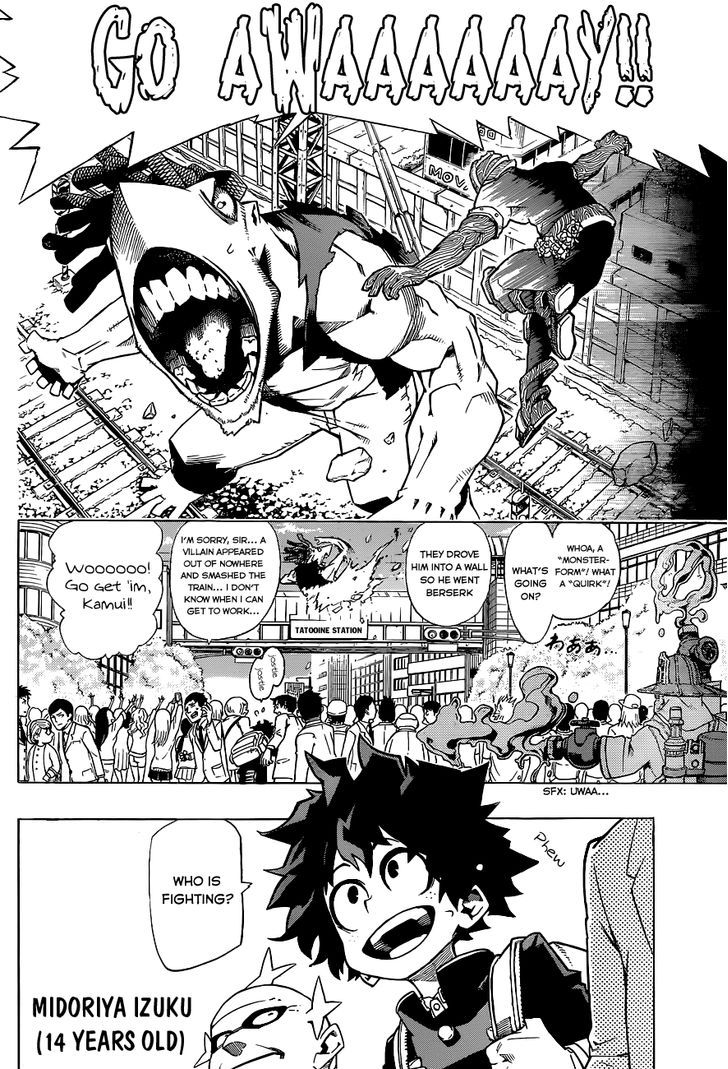 GO AWAAAAAAAY!!
MOV
WHOA, A
"MONSTER-
FORM"! WHAT
A "QUIRK"!
WHAT'S
GOING
ON?
THEY DROVE
HIM INTO A WALL
SO HE WENT
BERSERK
I'M SORRY, SIR... A
VILLAIN APPEARED
OUT OF NOWHERE
AND SMASHED THE
TRAIN... I DON'T
KNOW WHEN I CAN
GET TO WORK...
Woooooo!
Go get 'im,
Kamui!!
TATOOINE STATION
わあぁ...
SFX: UWAA...
Phew
WHO IS
FIGHTING?
MIDORIYA IZUKU
(14 YEARS OLD)